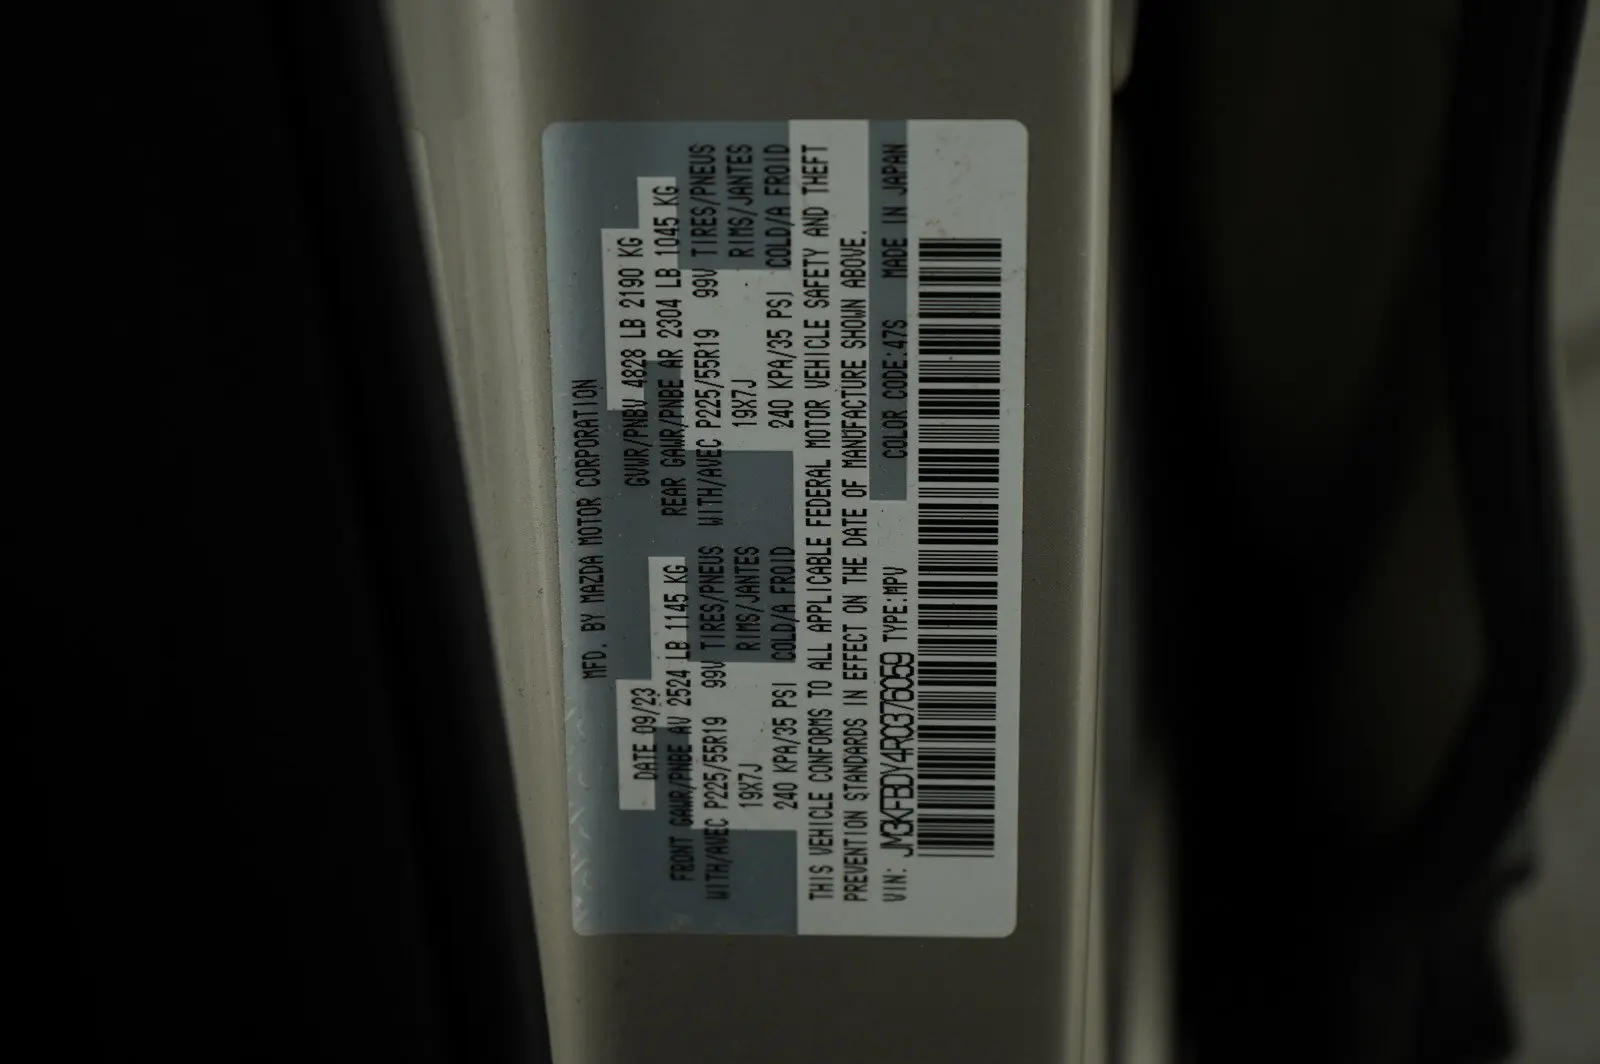 MFD. BY MAZDA MOTOR CORPORATION
DATE 09/23 GVWR/PNBV 4828 LB 2190 KG
FRONT GAWR/PNBE AV 2524 LB 1145 KG REAR GAWR/PNBE AR 2304 LB 1045 KG
WITH/AVEC P225/55R19 99V TIRES/PNEUS WITH/AVEC P225/55R19 99V TIRES/PNEUS
19X7J RIMS/JANTES 19X7J RIMS/JANTES
240 KPA/35 PSI COLD/A FROID 240 KPA/35 PSI COLD/A FROID
THIS VEHICLE CONFORMS TO ALL APPLICABLE FEDERAL MOTOR VEHICLE SAFETY AND THEFT
PREVENTION STANDARDS IN EFFECT ON THE DATE OF MANUFACTURE SHOWN ABOVE.
VIN: JM3KFBDY4R0376059 TYPE:MPV COLOR CODE:47S MADE IN JAPAN